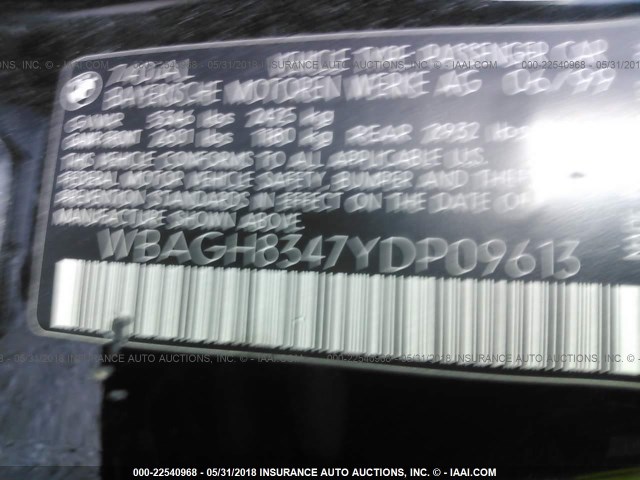 VEHICLE TYPE PASSENGER CAR
BAYERISCHE MOTOREN WERKE AG 06/99
GVWR 5346 lbs 2425 kg
2601 lbs 1180 kg REAR 2932 lbs
THIS VEHICLE CONFORMS TO ALL APPLICABLE U.S.
FEDERAL MOTOR VEHICLE SAFETY, BUMPER AND THEFT
PREVENTION STANDARDS IN EFFECT ON THE DATE OF
MANUFACTURE SHOWN ABOVE
WBAGH8347YDP09613
000-22540968 - 05/31/2018 INSURANCE AUTO AUCTIONS, INC. - © IAAI.COM